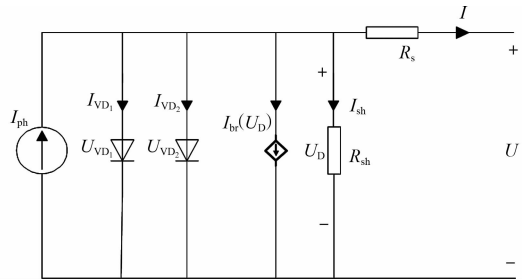 I
R_s
+
+
I_VD1
I_VD2
I_sh
I_ph
I_br(U_D)
U_VD1
U_VD2
U_D
R_sh
U
−
−